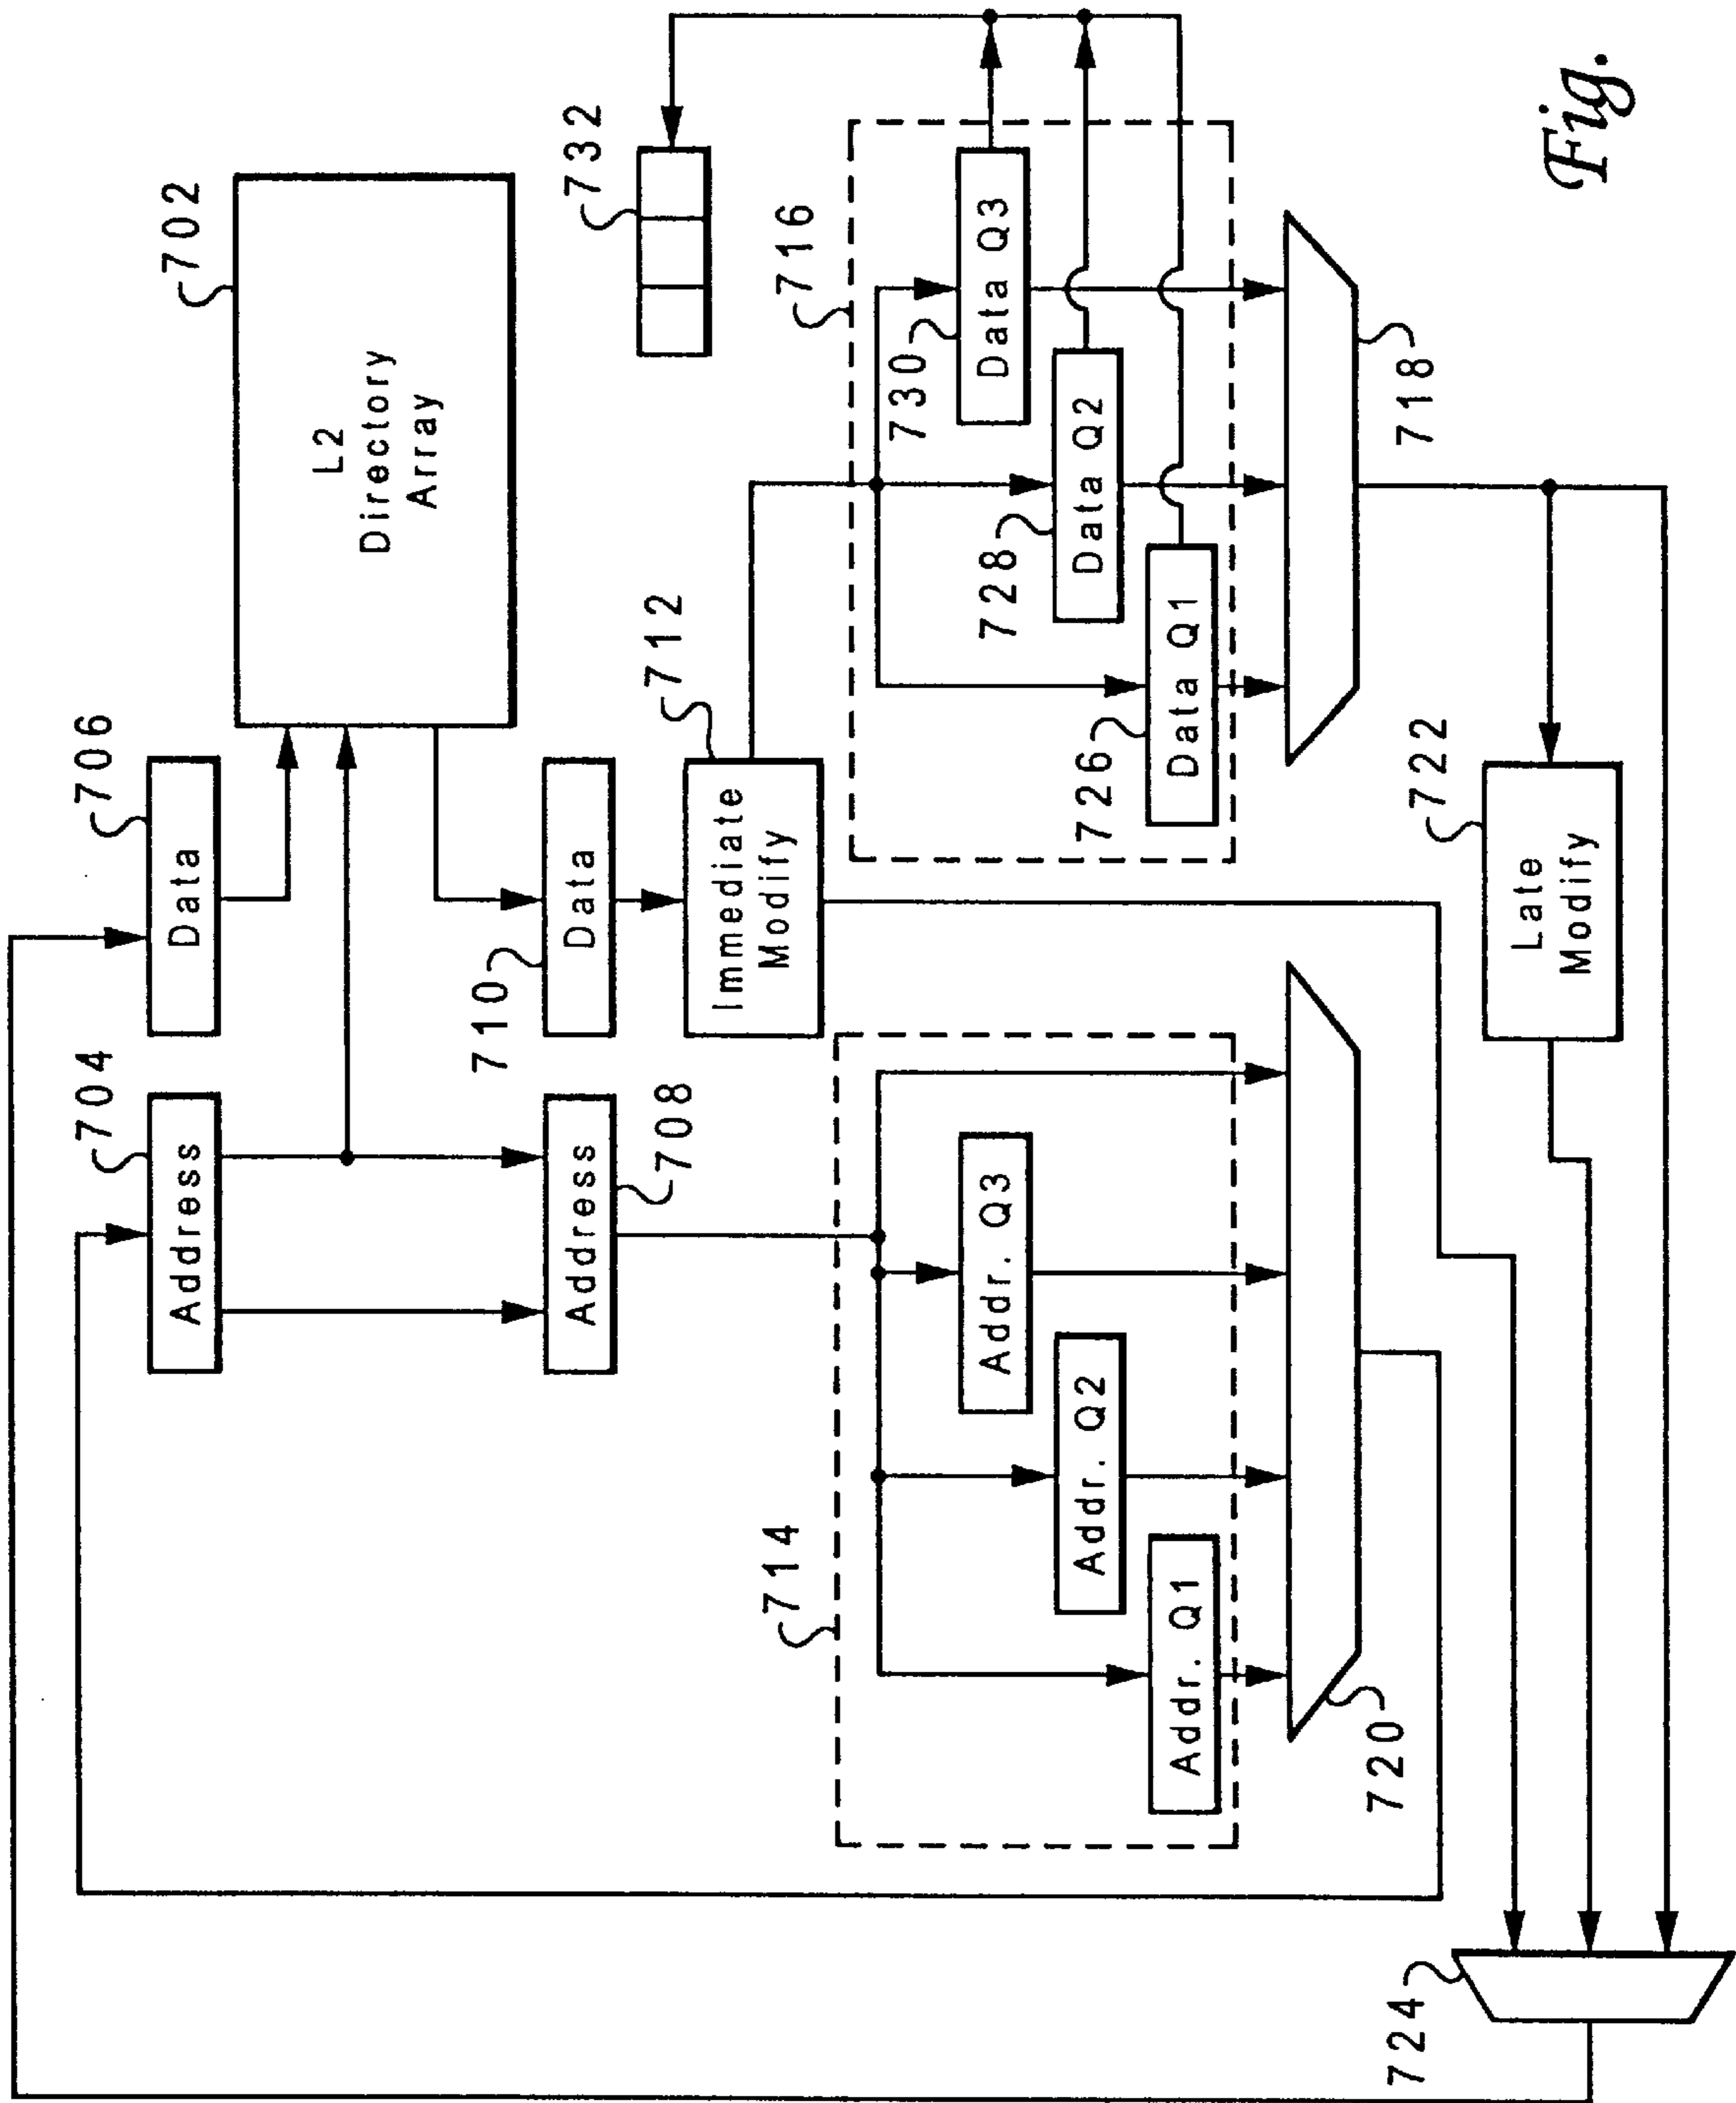 704
Address
706
Data
702
L2
Directory
Array
Address
708
710
Data
712
Immediate
Modify
732
714
Addr. Q1
Addr. Q2
Addr. Q3
720
716
726
Data Q1
728
Data Q2
730
Data Q3
718
722
Late
Modify
724
Fig.